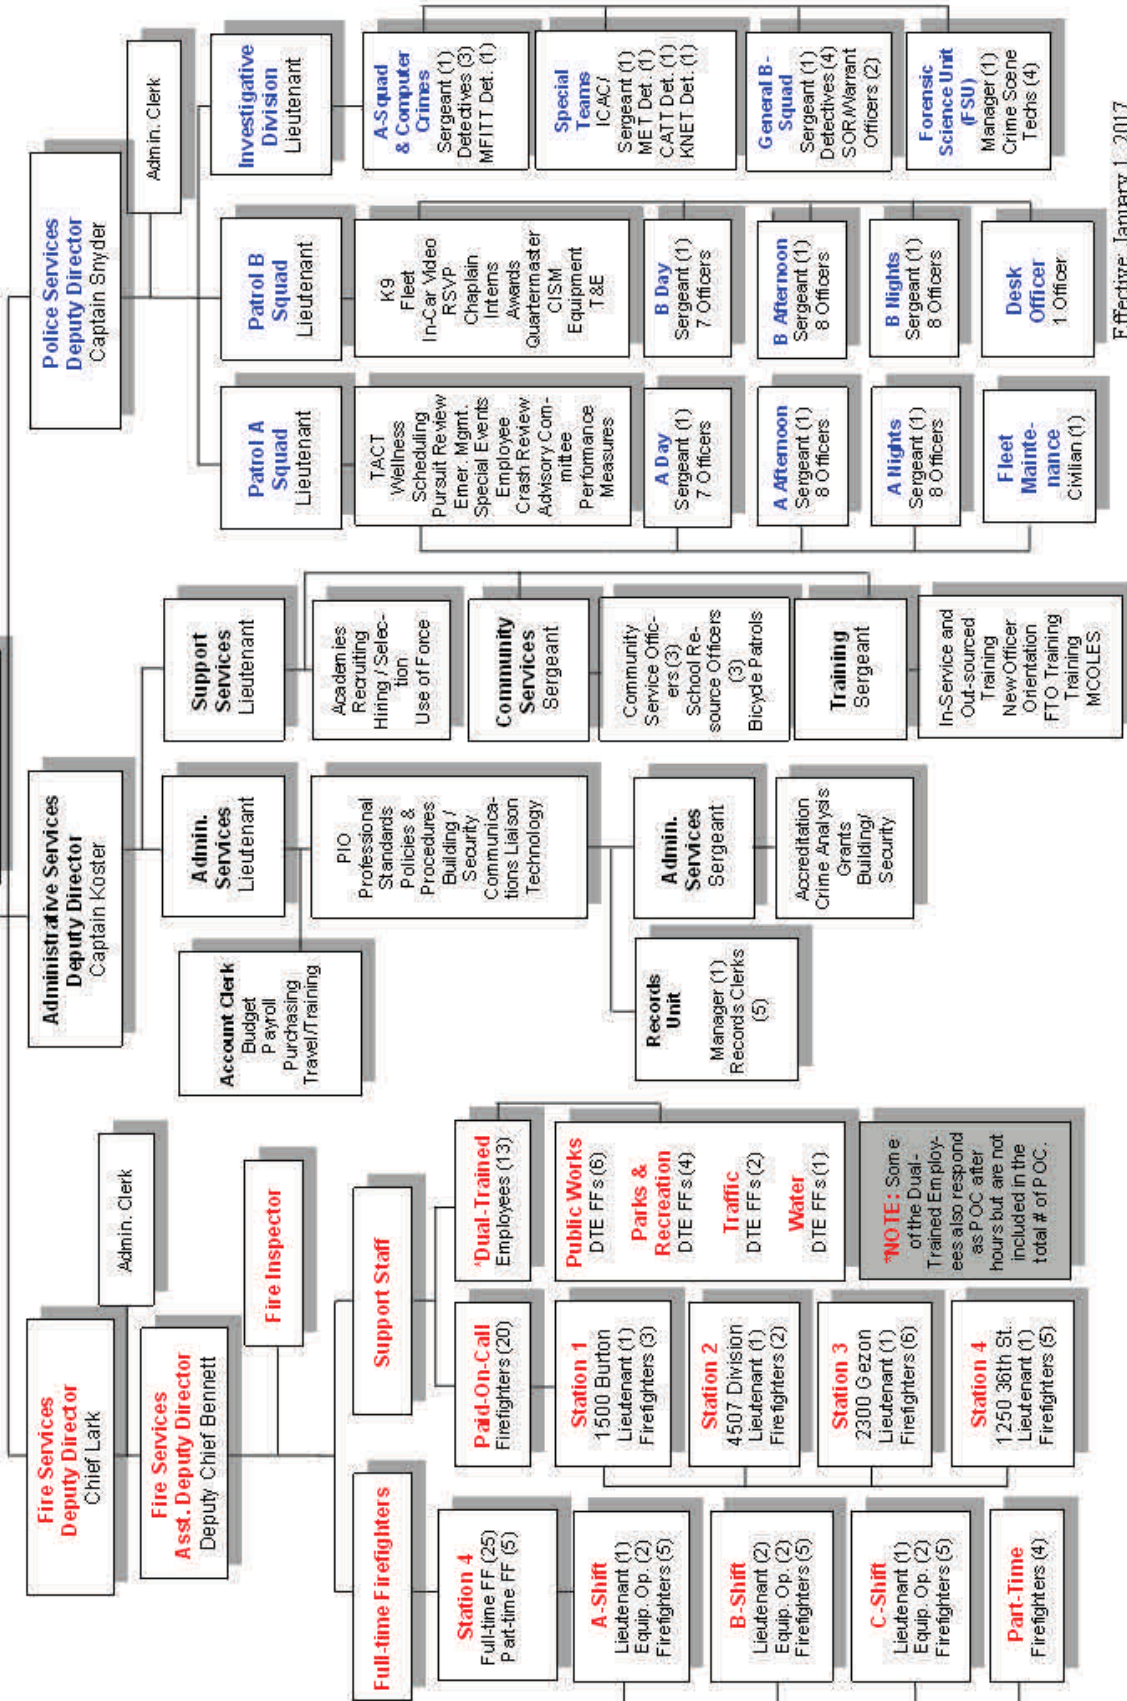 Fire Services
Deputy Director
Chief Lark
Admin. Clerk
Fire Services
Asst. Deputy Director
Deputy Chief Bennett
Fire Inspector
Full-time Firefighters
Support Staff
Station 4
Full-time FF (25)
Part-time FF (5)
A-Shift
Lieutenant (1)
Equip. Op. (2)
Firefighters (5)
B-Shift
Lieutenant (2)
Equip. Op. (2)
Firefighters (5)
C-Shift
Lieutenant (1)
Equip. Op. (2)
Firefighters (5)
Part-Time
Firefighters (4)
Paid-On-Call
Firefighters (20)
Station 1
1500 Burton
Lieutenant (1)
Firefighters (3)
Station 2
4507 Division
Lieutenant (1)
Firefighters (2)
Station 3
2300 Gezon
Lieutenant (1)
Firefighters (6)
Station 4
1250 36th St.
Lieutenant (1)
Firefighters (5)
*Dual-Trained
Employees (13)
Public Works
DTE FFs (6)
Parks &
Recreation
DTE FFs (4)
Traffic
DTE FFs (2)
Water
DTE FFs (1)
*NOTE: Some
of the Dual-
Trained Employ-
ees also respond
as POC after
hours but are not
included in the
total # of POC.
Administrative Services
Deputy Director
Captain Koster
Account Clerk
Budget
Payroll
Purchasing
Travel/Training
Admin.
Services
Lieutenant
PIO
Professional
Standards
Policies &
Procedures
Building /
Security
Communica-
tions Liaison
Technology
Records
Unit
Manager (1)
Records Clerks
(5)
Admin.
Services
Sergeant
Accreditation
Crime Analysis
Grants
Building/
Security
Support
Services
Lieutenant
Academies
Recruiting
Hiring / Selec-
tion
Use of Force
Community
Services
Sergeant
Community
Service Offic-
ers (3)
School Re-
source Officers
(3)
Bicycle Patrols
Training
Sergeant
In-Service and
Out-sourced
Training
New Officer
Orientation
FTO Training
Training
MCOLES
Police Services
Deputy Director
Captain Snyder
Admin. Clerk
Patrol A
Squad
Lieutenant
TACT
Wellness
Scheduling
Pursuit Review
Emer. Mgmt.
Special Events
Employee
Crash Review
Advisory Com-
mittee
Performance
Measures
A Day
Sergeant (1)
7 Officers
A Afternoon
Sergeant (1)
8 Officers
A Nights
Sergeant (1)
8 Officers
Fleet
Mainte-
nance
Civilian (1)
Patrol B
Squad
Lieutenant
K9
Fleet
In-Car Video
RSVP
Chaplain
Interns
Awards
Quartermaster
CISM
Equipment
T&E
B Day
Sergeant (1)
7 Officers
B Afternoon
Sergeant (1)
8 Officers
B Nights
Sergeant (1)
8 Officers
Desk
Officer
1 Officer
Investigative
Division
Lieutenant
A-Squad
& Computer
Crimes
Sergeant (1)
Detectives (3)
MFITT Det. (1)
Special
Teams
ICAC/
Sergeant (1)
MET Det. (1)
CATT Det. (1)
KNET Det. (1)
General B-
Squad
Sergeant (1)
Detectives (4)
SOR/Warrant
Officers (2)
Forensic
Science Unit
(FSU)
Manager (1)
Crime Scene
Techs (4)
Effective January 1, 2017